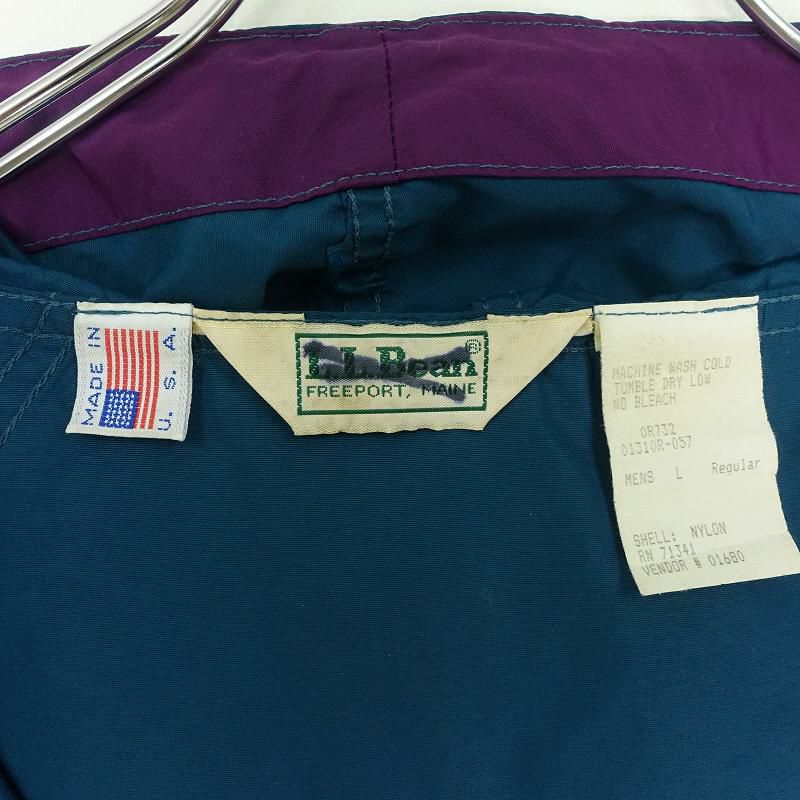 MADE IN
U.S.A.
L.L.Bean®
FREEPORT, MAINE
MACHINE WASH COLD
TUMBLE DRY LOW
NO BLEACH
OR732
01310R-057
MENS L Regular
SHELL: NYLON
RN 71341
VENDOR # 01680